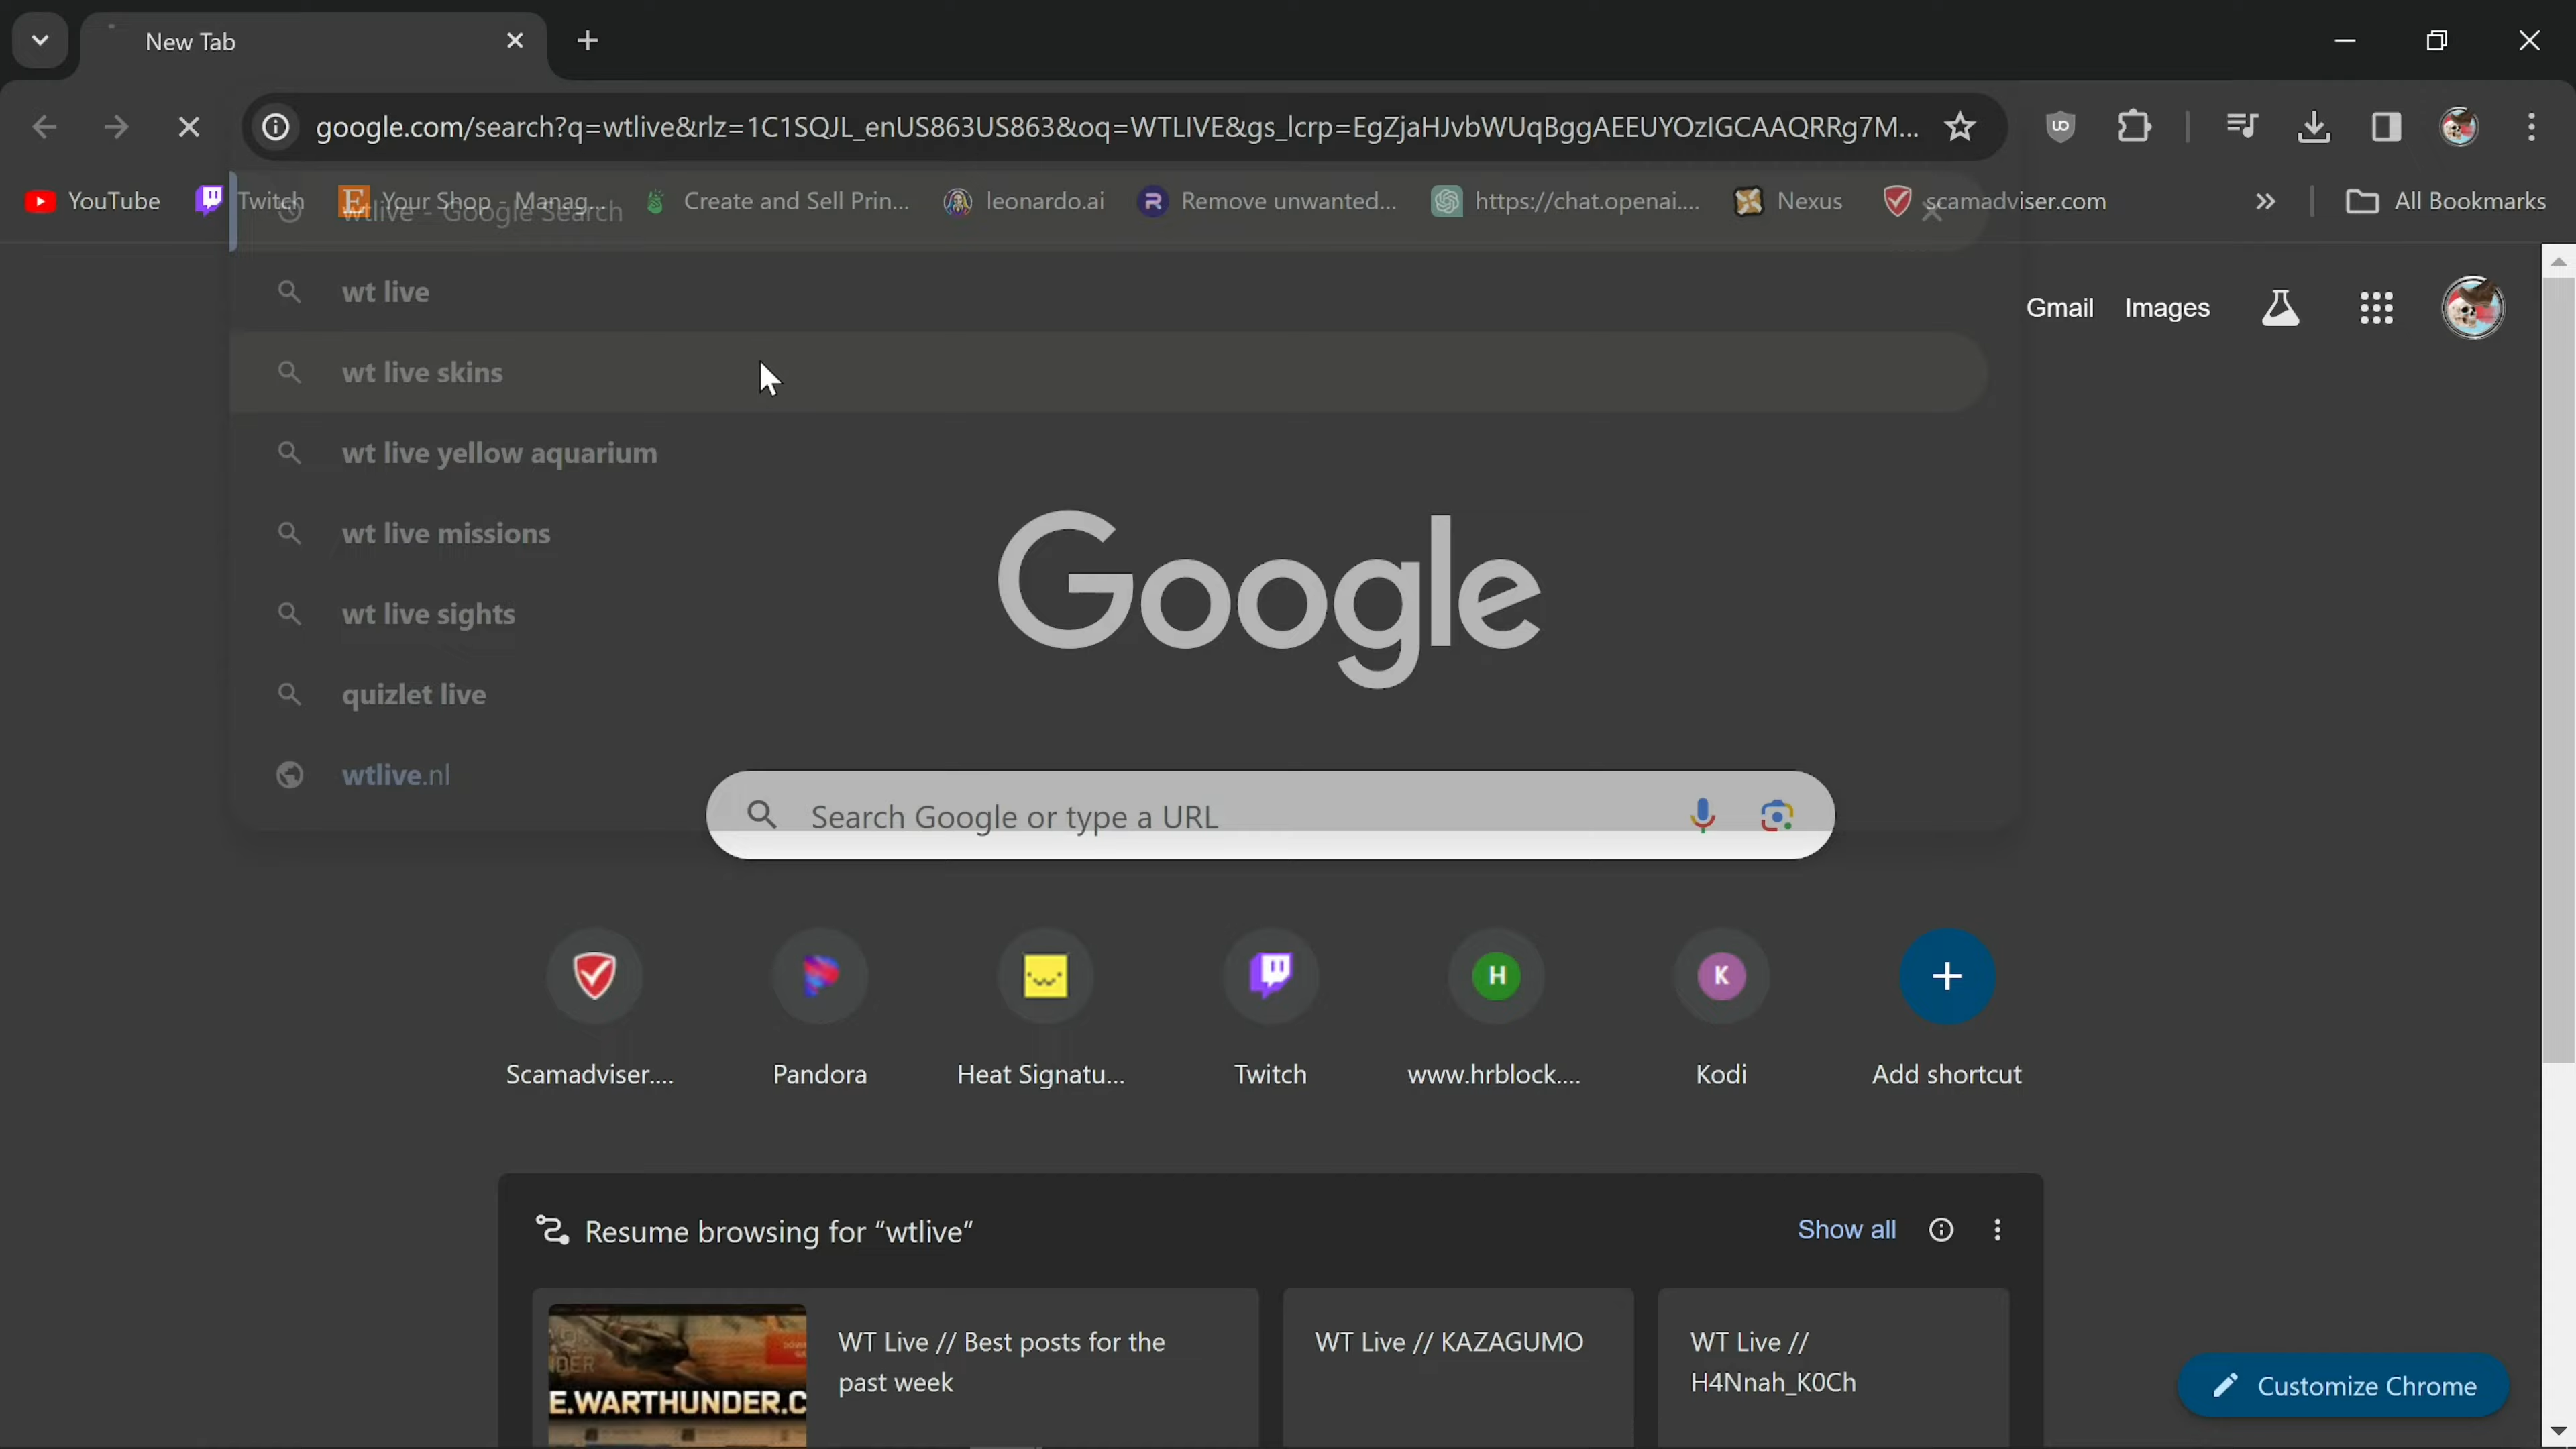 New Tab
google.com/search?q=wtlive&rlz=1C1SQJL_enUS863US863&oq=WTLIVE&gs_lcrp=EgZjaHJvbWUqBggAEEUYOzIGCAAQRRg7M...
YouTube
Twitch
Your Shop - Manag...
Create and Sell Prin...
leonardo.ai
Remove unwanted...
https://chat.openai....
Nexus
scamadviser.com
All Bookmarks
wtlive - Google Search
wt live
wt live skins
wt live yellow aquarium
wt live missions
wt live sights
quizlet live
wtlive.nl
Gmail
Images
Google
Search Google or type a URL
Scamadviser....
Pandora
Heat Signatu...
Twitch
www.hrblock....
Kodi
Add shortcut
H
K
Resume browsing for “wtlive”
Show all
E.WARTHUNDER.C
WT Live // Best posts for the
past week
WT Live // KAZAGUMO
WT Live //
H4Nnah_K0Ch
Customize Chrome